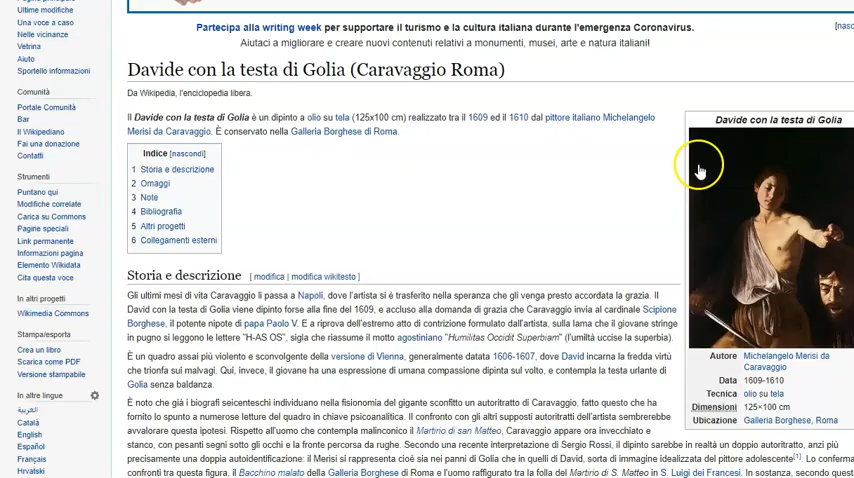 Ultime modifiche
Una voce a caso
Nelle vicinanze
Vetrina
Aiuto
Sportello informazioni
Comunità
Portale Comunità
Bar
Il Wikipediano
Fai una donazione
Contatti
Strumenti
Puntano qui
Modifiche correlate
Carica su Commons
Pagine speciali
Link permanente
Informazioni pagina
Elemento Wikidata
Cita questa voce
In altri progetti
Wikimedia Commons
Stampa/esporta
Crea un libro
Scarica come PDF
Versione stampabile
In altre lingue
العربية
Català
English
Español
Français
Hrvatski
Partecipa alla writing week per supportare il turismo e la cultura italiana durante l'emergenza Coronavirus.
Aiutaci a migliorare e creare nuovi contenuti relativi a monumenti, musei, arte e natura italiani!
Davide con la testa di Golia (Caravaggio Roma)
Da Wikipedia, l'enciclopedia libera.
Il Davide con la testa di Golia è un dipinto a olio su tela (125x100 cm) realizzato tra il 1609 ed il 1610 dal pittore italiano Michelangelo
Merisi da Caravaggio. È conservato nella Galleria Borghese di Roma.
Indice [nascondi]
1 Storia e descrizione
2 Omaggi
3 Note
4 Bibliografia
5 Altri progetti
6 Collegamenti esterni
Storia e descrizione [ modifica | modifica wikitesto ]
Gli ultimi mesi di vita Caravaggio li passa a Napoli, dove l'artista si è trasferito nella speranza che gli venga presto accordata la grazia. Il
David con la testa di Golia viene dipinto forse alla fine del 1609, e accluso alla domanda di grazia che Caravaggio invia al cardinale Scipione
Borghese, il potente nipote di papa Paolo V. E a riprova dell'estremo atto di contrizione formulato dall'artista, sulla lama che il giovane stringe
in pugno si leggono le lettere "H-AS OS", sigla che riassume il motto agostiniano "Humilitas Occidit Superbiam" (l'umiltà uccise la superbia).
È un quadro assai più violento e sconvolgente della versione di Vienna, generalmente datata 1606-1607, dove David incarna la fredda virtù
che trionfa sui malvagi. Qui, invece, il giovane ha una espressione di umana compassione dipinta sul volto, e contempla la testa urlante di
Golia senza baldanza.
È noto che già i biografi seicenteschi individuano nella fisionomia del gigante sconfitto un autoritratto di Caravaggio, fatto questo che ha
fornito lo spunto a numerose letture del quadro in chiave psicoanalitica. Il confronto con gli altri supposti autoritratti dell'artista sembrerebbe
avvalorare questa ipotesi. Rispetto all'uomo che contempla malinconico il Martirio di san Matteo, Caravaggio appare ora invecchiato e
stanco, con pesanti segni sotto gli occhi e la fronte percorsa da rughe. Secondo una recente interpretazione di Sergio Rossi, il dipinto sarebbe in realtà un doppio autoritratto, anzi più
precisamente una doppia autoidentificazione: il Merisi si rappresenta cioè sia nei panni di Golia che in quelli di David, sorta di immagine idealizzata del pittore adolescente[1]. Lo conferma
confronti tra questa figura, il Bacchino malato della Galleria Borghese di Roma e l'uomo raffigurato tra la folla del Martirio di S. Matteo in S. Luigi dei Francesi. In sostanza, secondo
Davide con la testa di Golia
Autore Michelangelo Merisi da
Caravaggio
Data 1609-1610
Tecnica olio su tela
Dimensioni 125×100 cm
Ubicazione Galleria Borghese, Roma